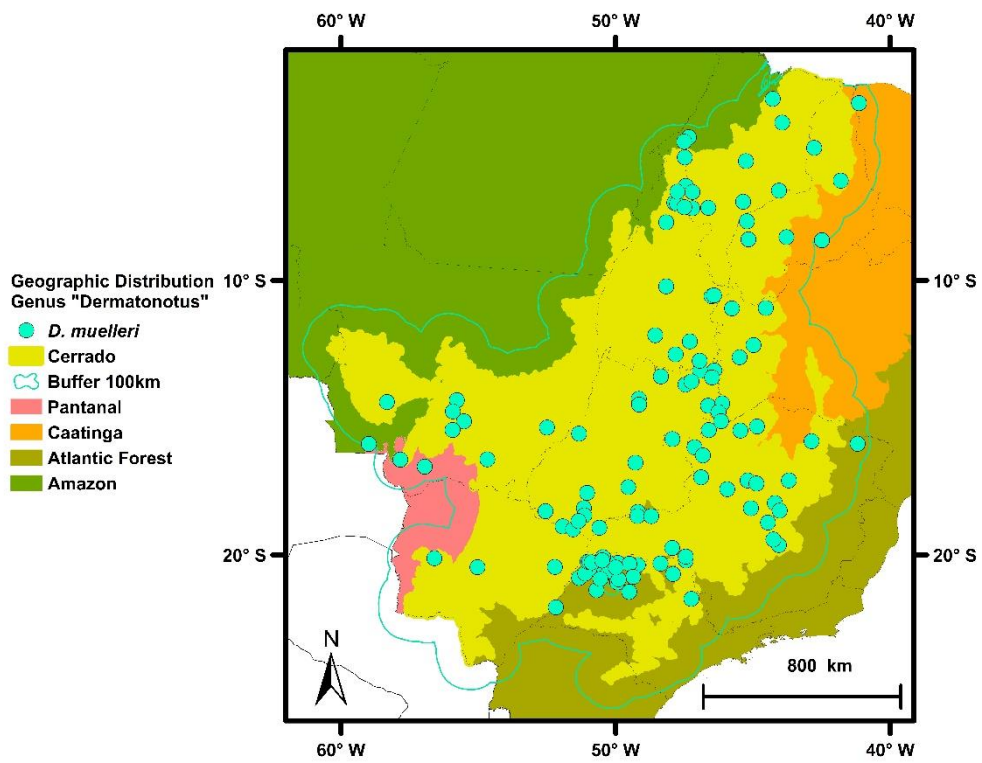 60° W 50° W 40° W
Geographic Distribution
Genus "Dermatonotus"
D. muelleri
Cerrado
Buffer 100km
Pantanal
Caatinga
Atlantic Forest
Amazon
10° S 10° S
20° S 20° S
N
800 km
60° W 50° W 40° W